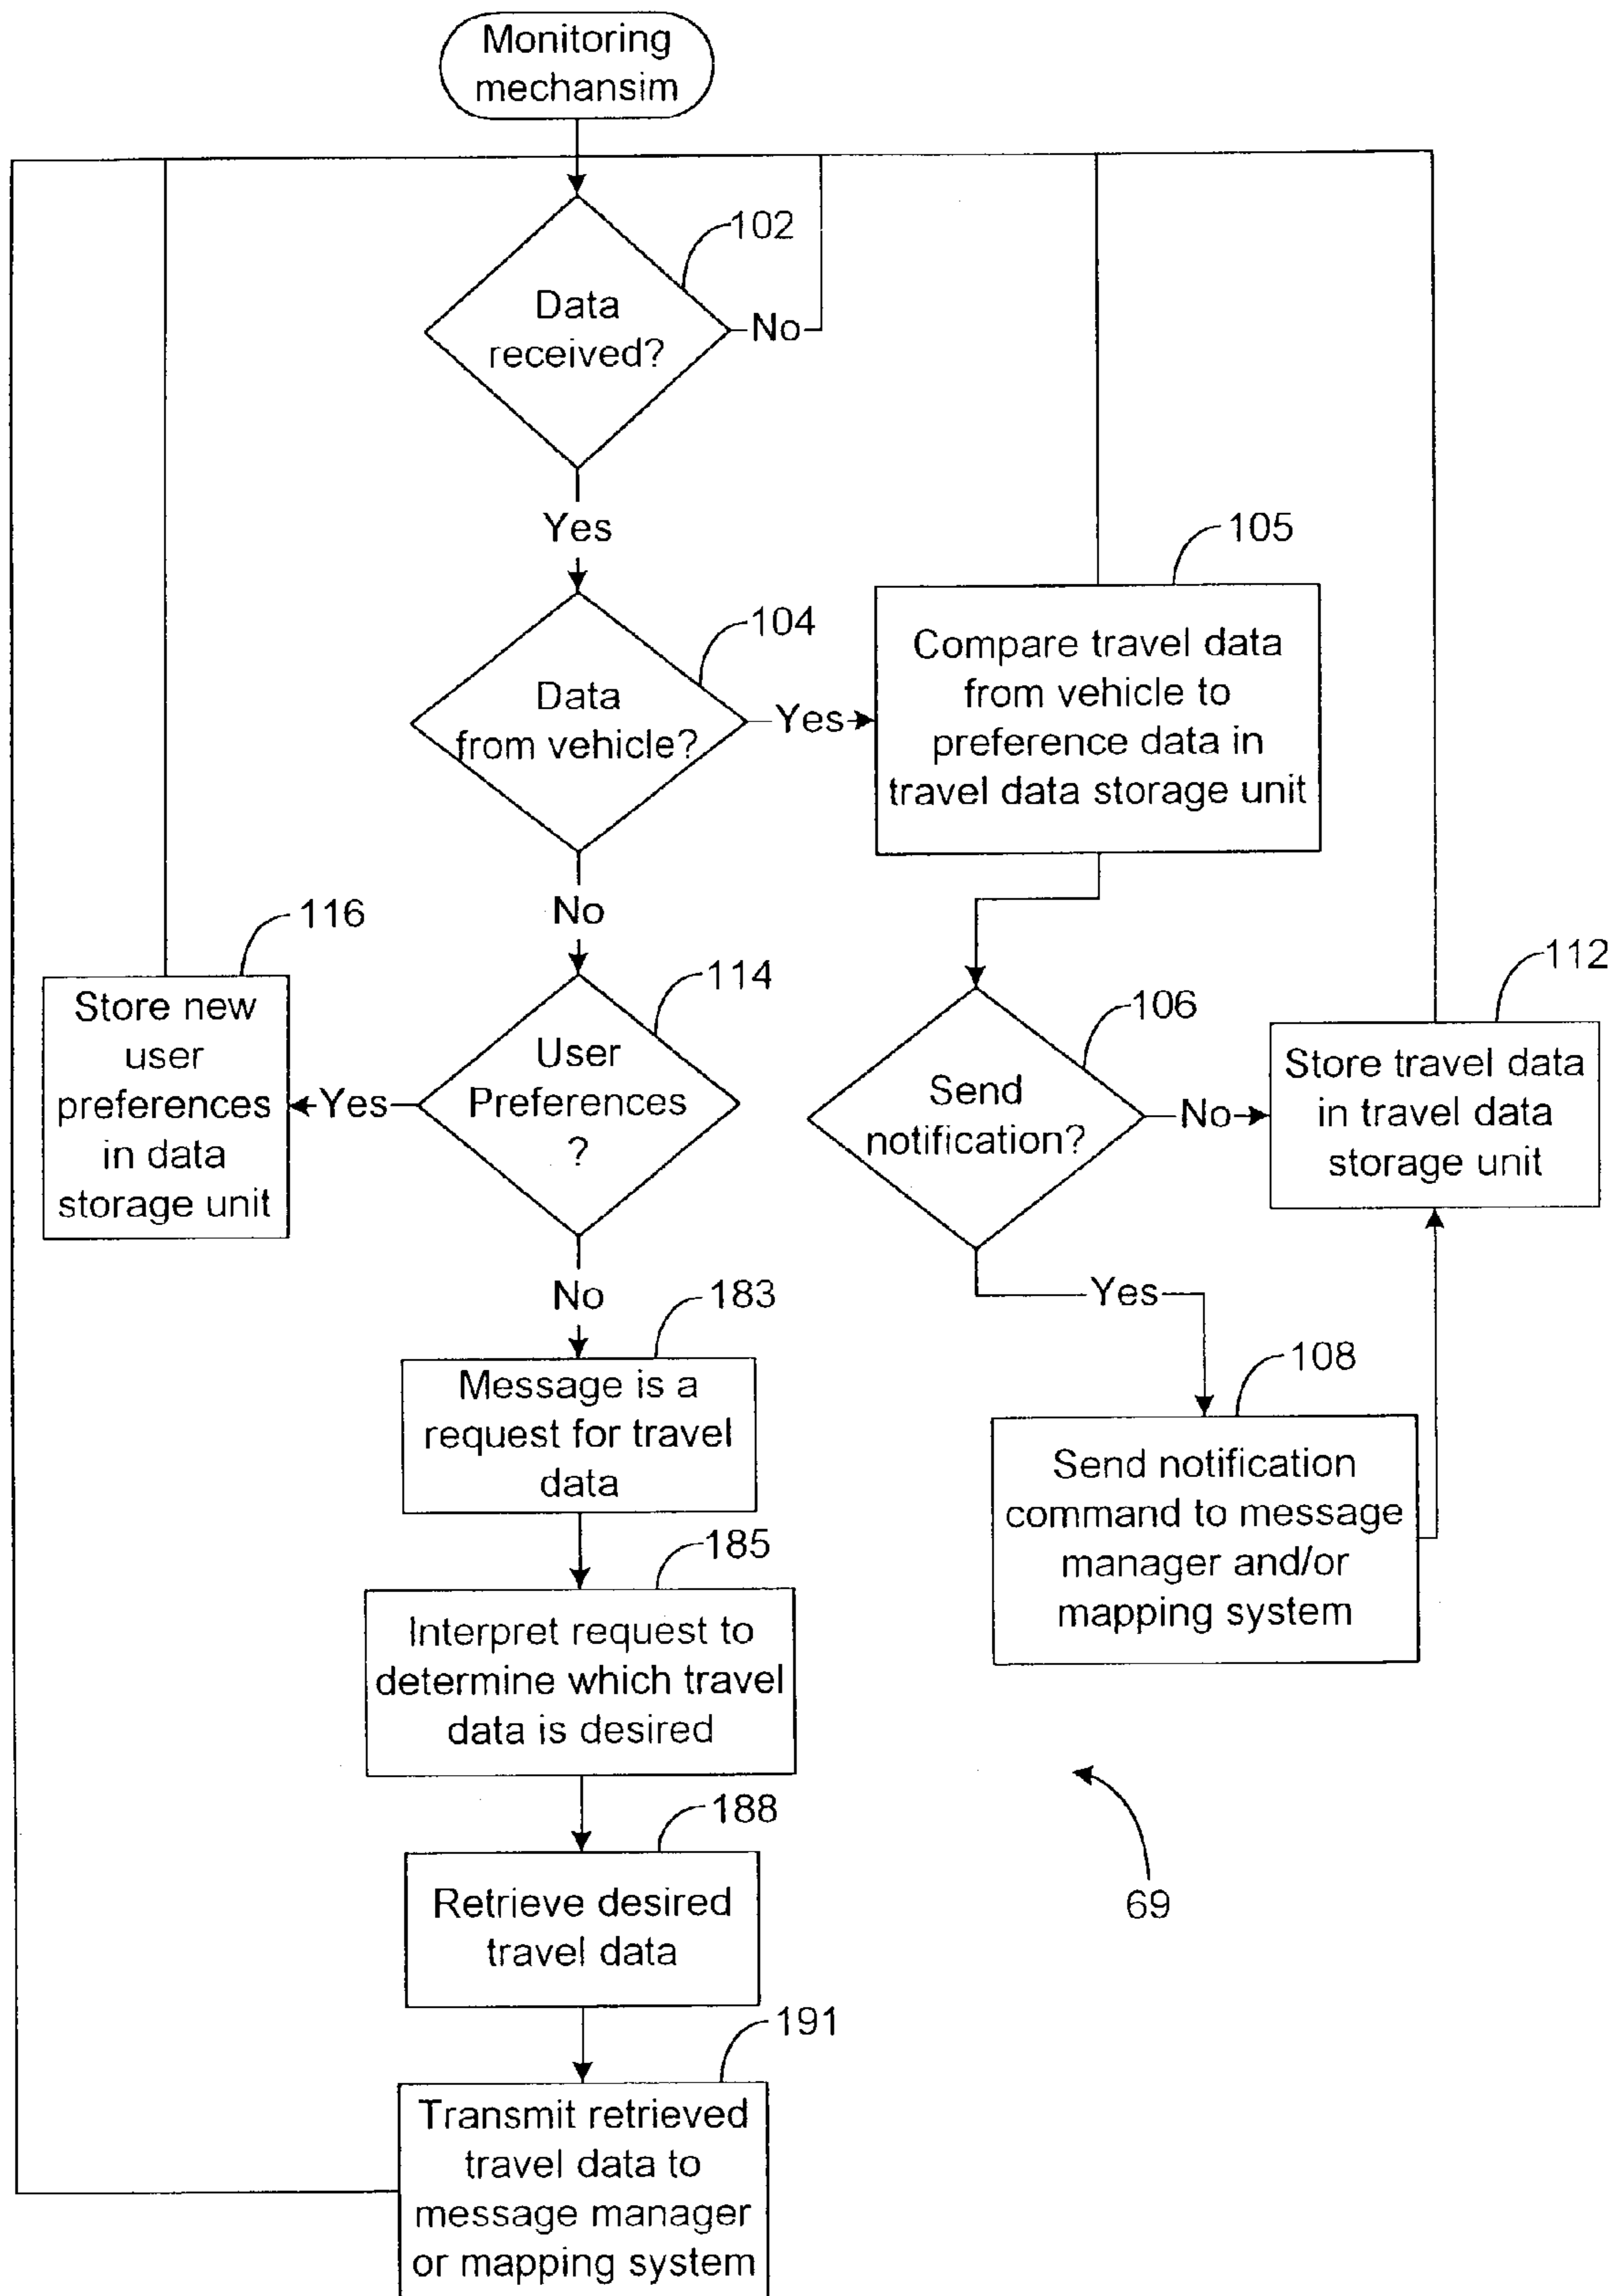 Monitoring
mechansim
102
Data
received?
No
Yes
105
104
Data
from vehicle?
Yes
Compare travel data
from vehicle to
preference data in
travel data storage unit
No
116
114
112
106
Store new
user
preferences
in data
storage unit
Yes
User
Preferences
?
Send
notification?
No
Store travel data
in travel data
storage unit
No
183
Yes
108
Message is a
request for travel
data
Send notification
command to message
manager and/or
mapping system
185
Interpret request to
determine which travel
data is desired
188
Retrieve desired
travel data
69
191
Transmit retrieved
travel data to
message manager
or mapping system